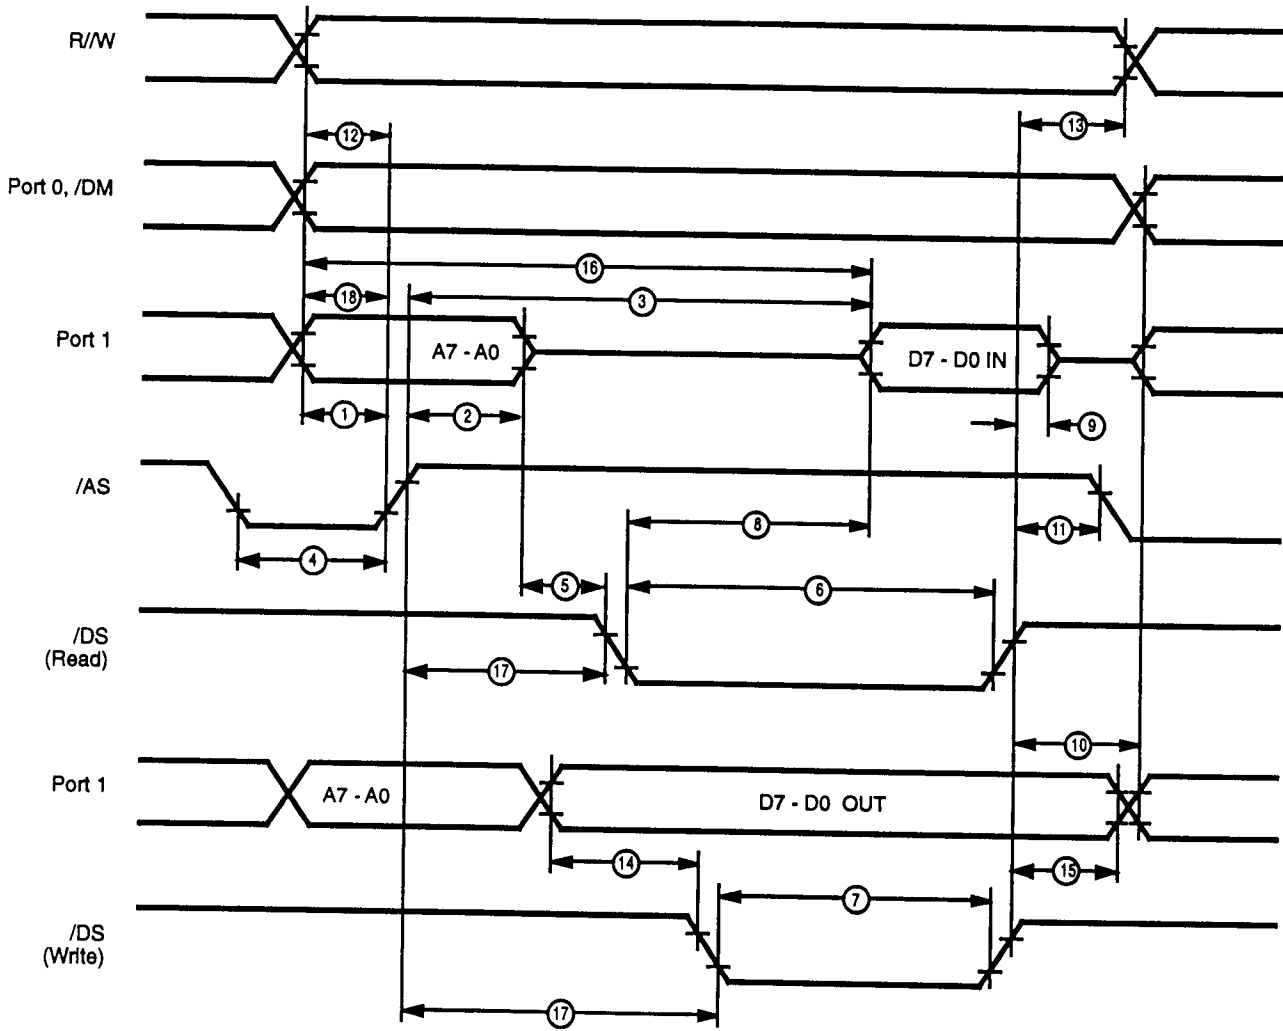 R//W
12
13
Port 0, /DM
16
18
3
Port 1
A7 - A0
D7 - D0 IN
1
2
9
/AS
8
11
4
5
6
/DS
(Read)
17
10
Port 1
A7 - A0
D7 - D0 OUT
14
15
7
/DS
(Write)
17